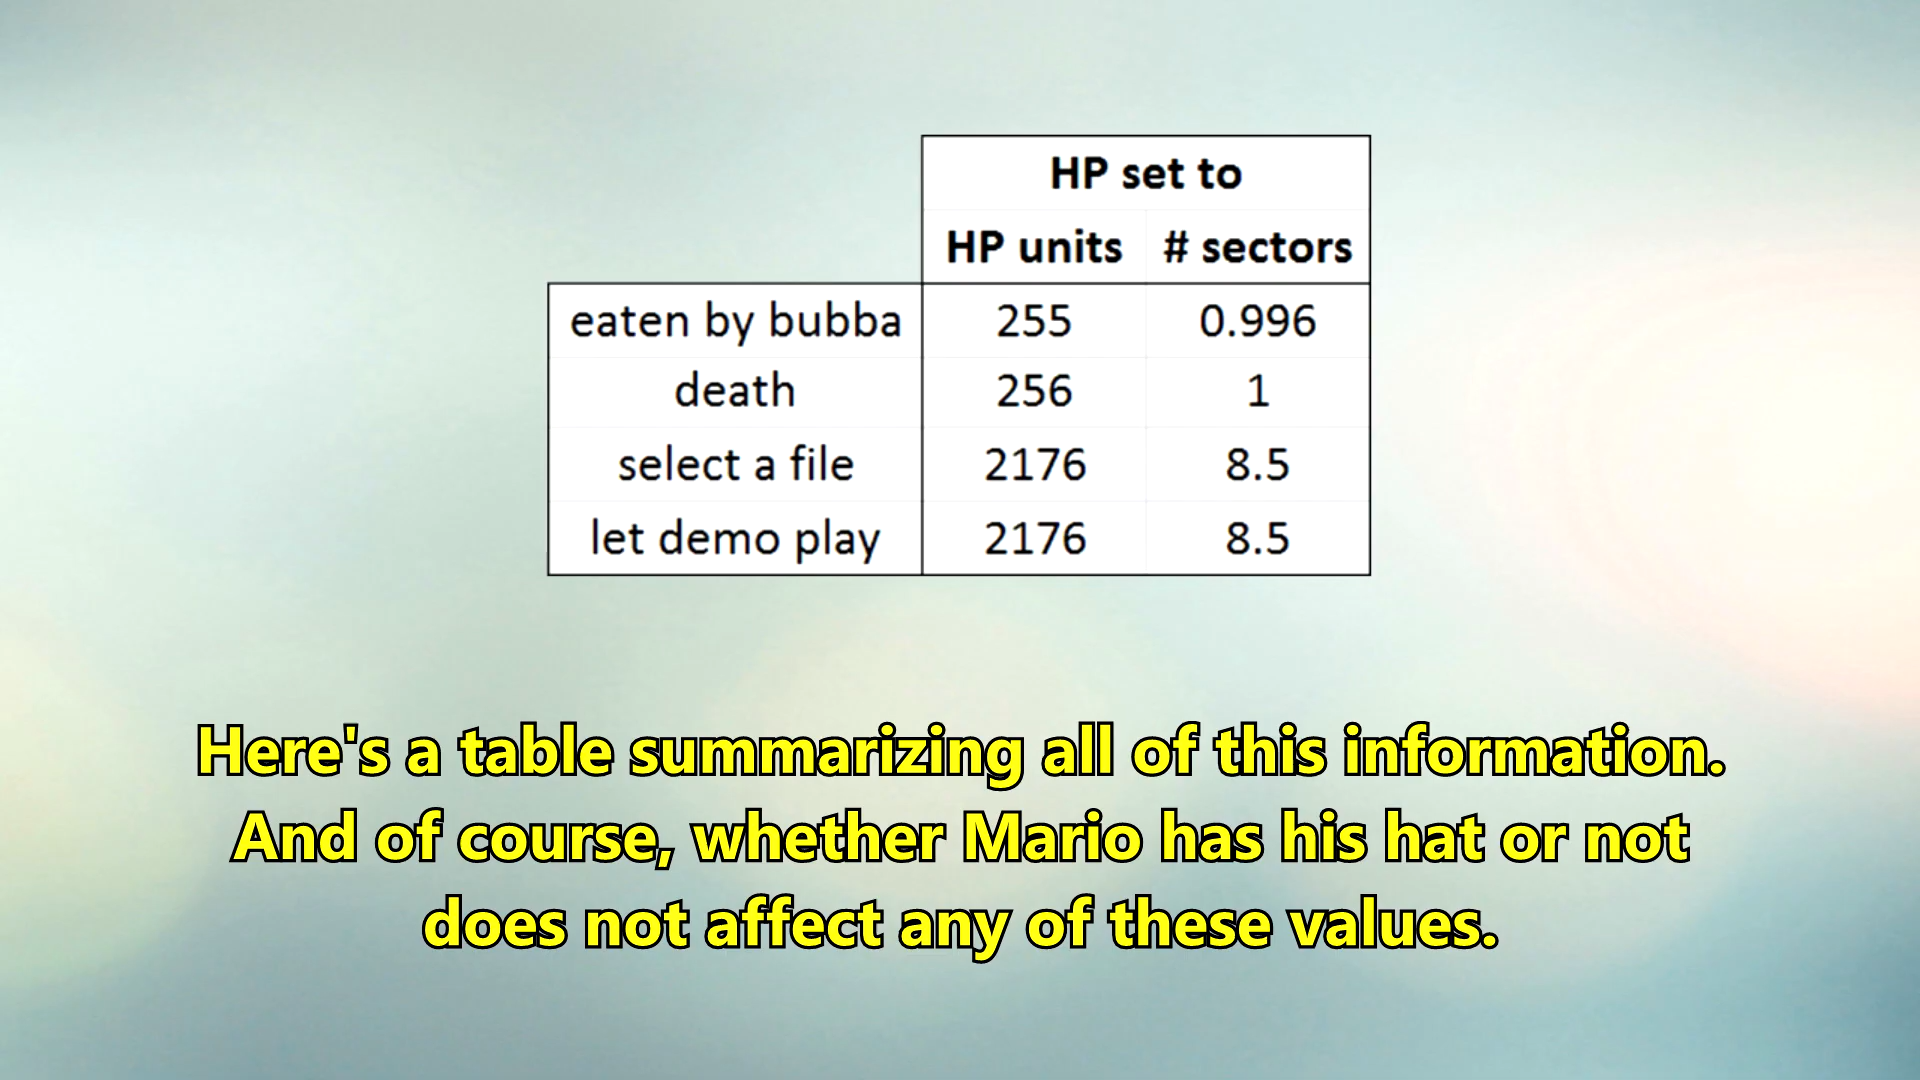 HP set to
HP units # sectors
eaten by bubba 255 0.996
death 256 1
select a file 2176 8.5
let demo play 2176 8.5
Here's a table summarizing all of this information.
And of course, whether Mario has his hat or not
does not affect any of these values.